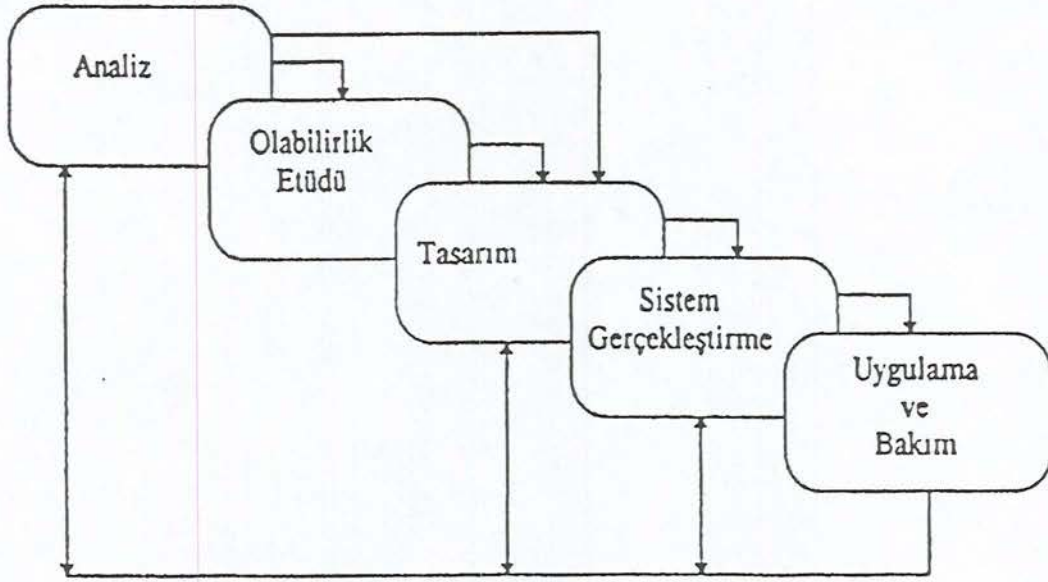 Analiz
Olabilirlik
Etüdü
Tasarım
Sistem
Gerçekleştirme
Uygulama
ve
Bakım